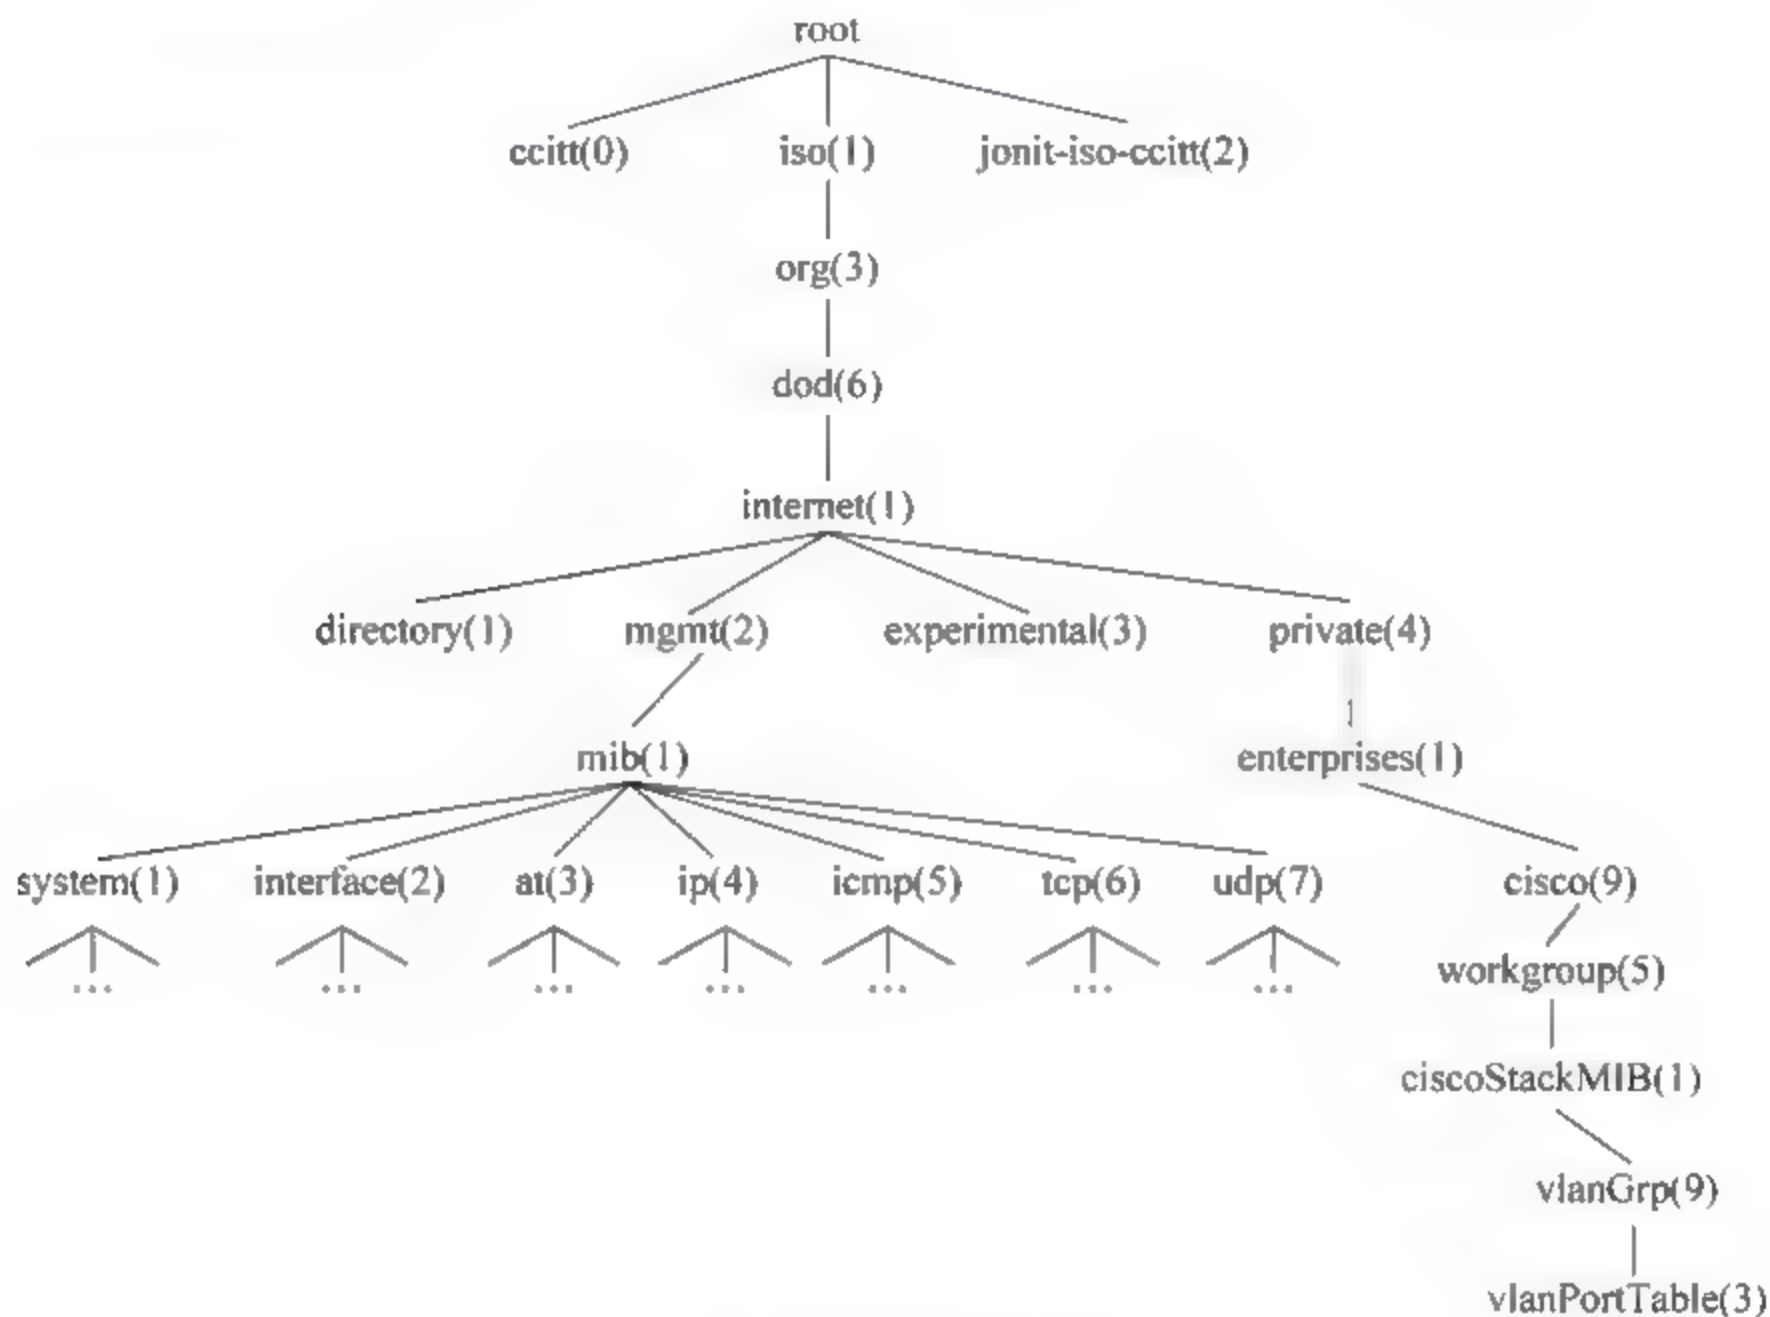 root
ccitt(0) iso(1) jonit-iso-ccitt(2)
org(3)
dod(6)
internet(1)
directory(1) mgmt(2) experimental(3) private(4)
mib(1) enterprises(1)
system(1) interface(2) at(3) ip(4) icmp(5) tcp(6) udp(7) cisco(9)
... ... ... ... ... ... ...
workgroup(5)
ciscoStackMIB(1)
vlanGrp(9)
vlanPortTable(3)